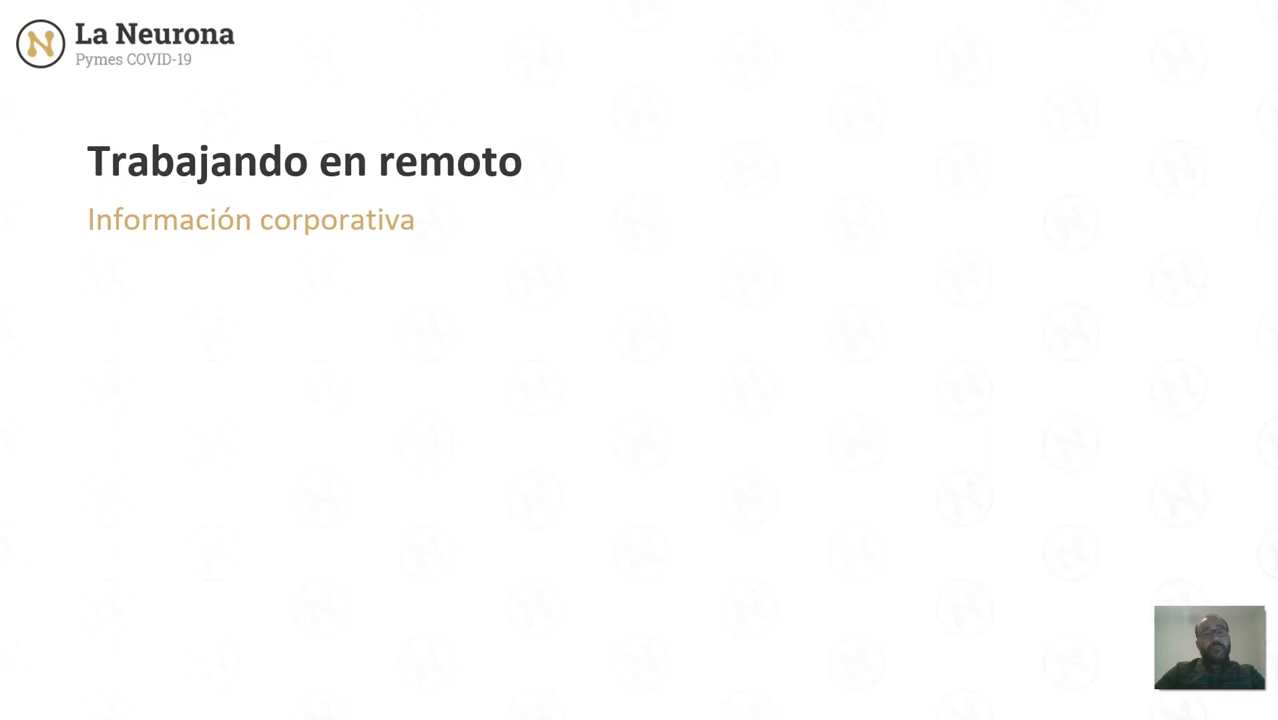 La Neurona
Pymes COVID-19
Trabajando en remoto
Información corporativa